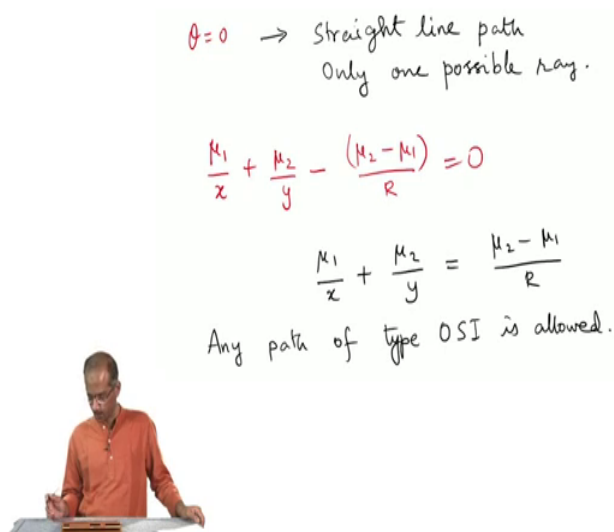 θ=0 → Straight line path
Only one possible ray.
μ₁/x + μ₂/y − (μ₂−μ₁)/R = 0
μ₁/x + μ₂/y = μ₂−μ₁/R
Any path of type OSI is allowed.